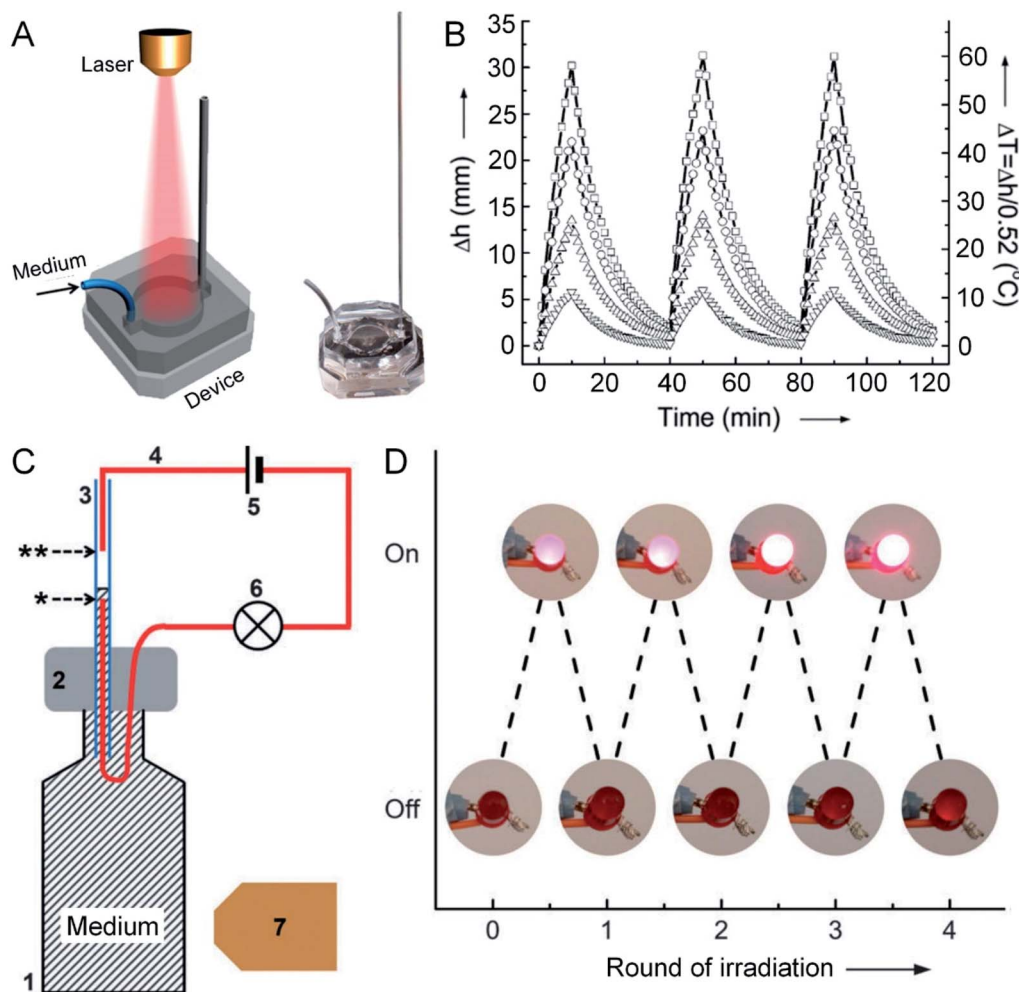 A
Laser
Medium
Device
B
Δh (mm)
35
30
25
20
15
10
5
0
60
50
40
30
20
10
0
ΔT=Δh/0.52 (°C)
0 20 40 60 80 100 120
Time (min)
C
4
3
5
**
*
6
2
Medium
7
1
D
On
Off
0 1 2 3 4
Round of irradiation